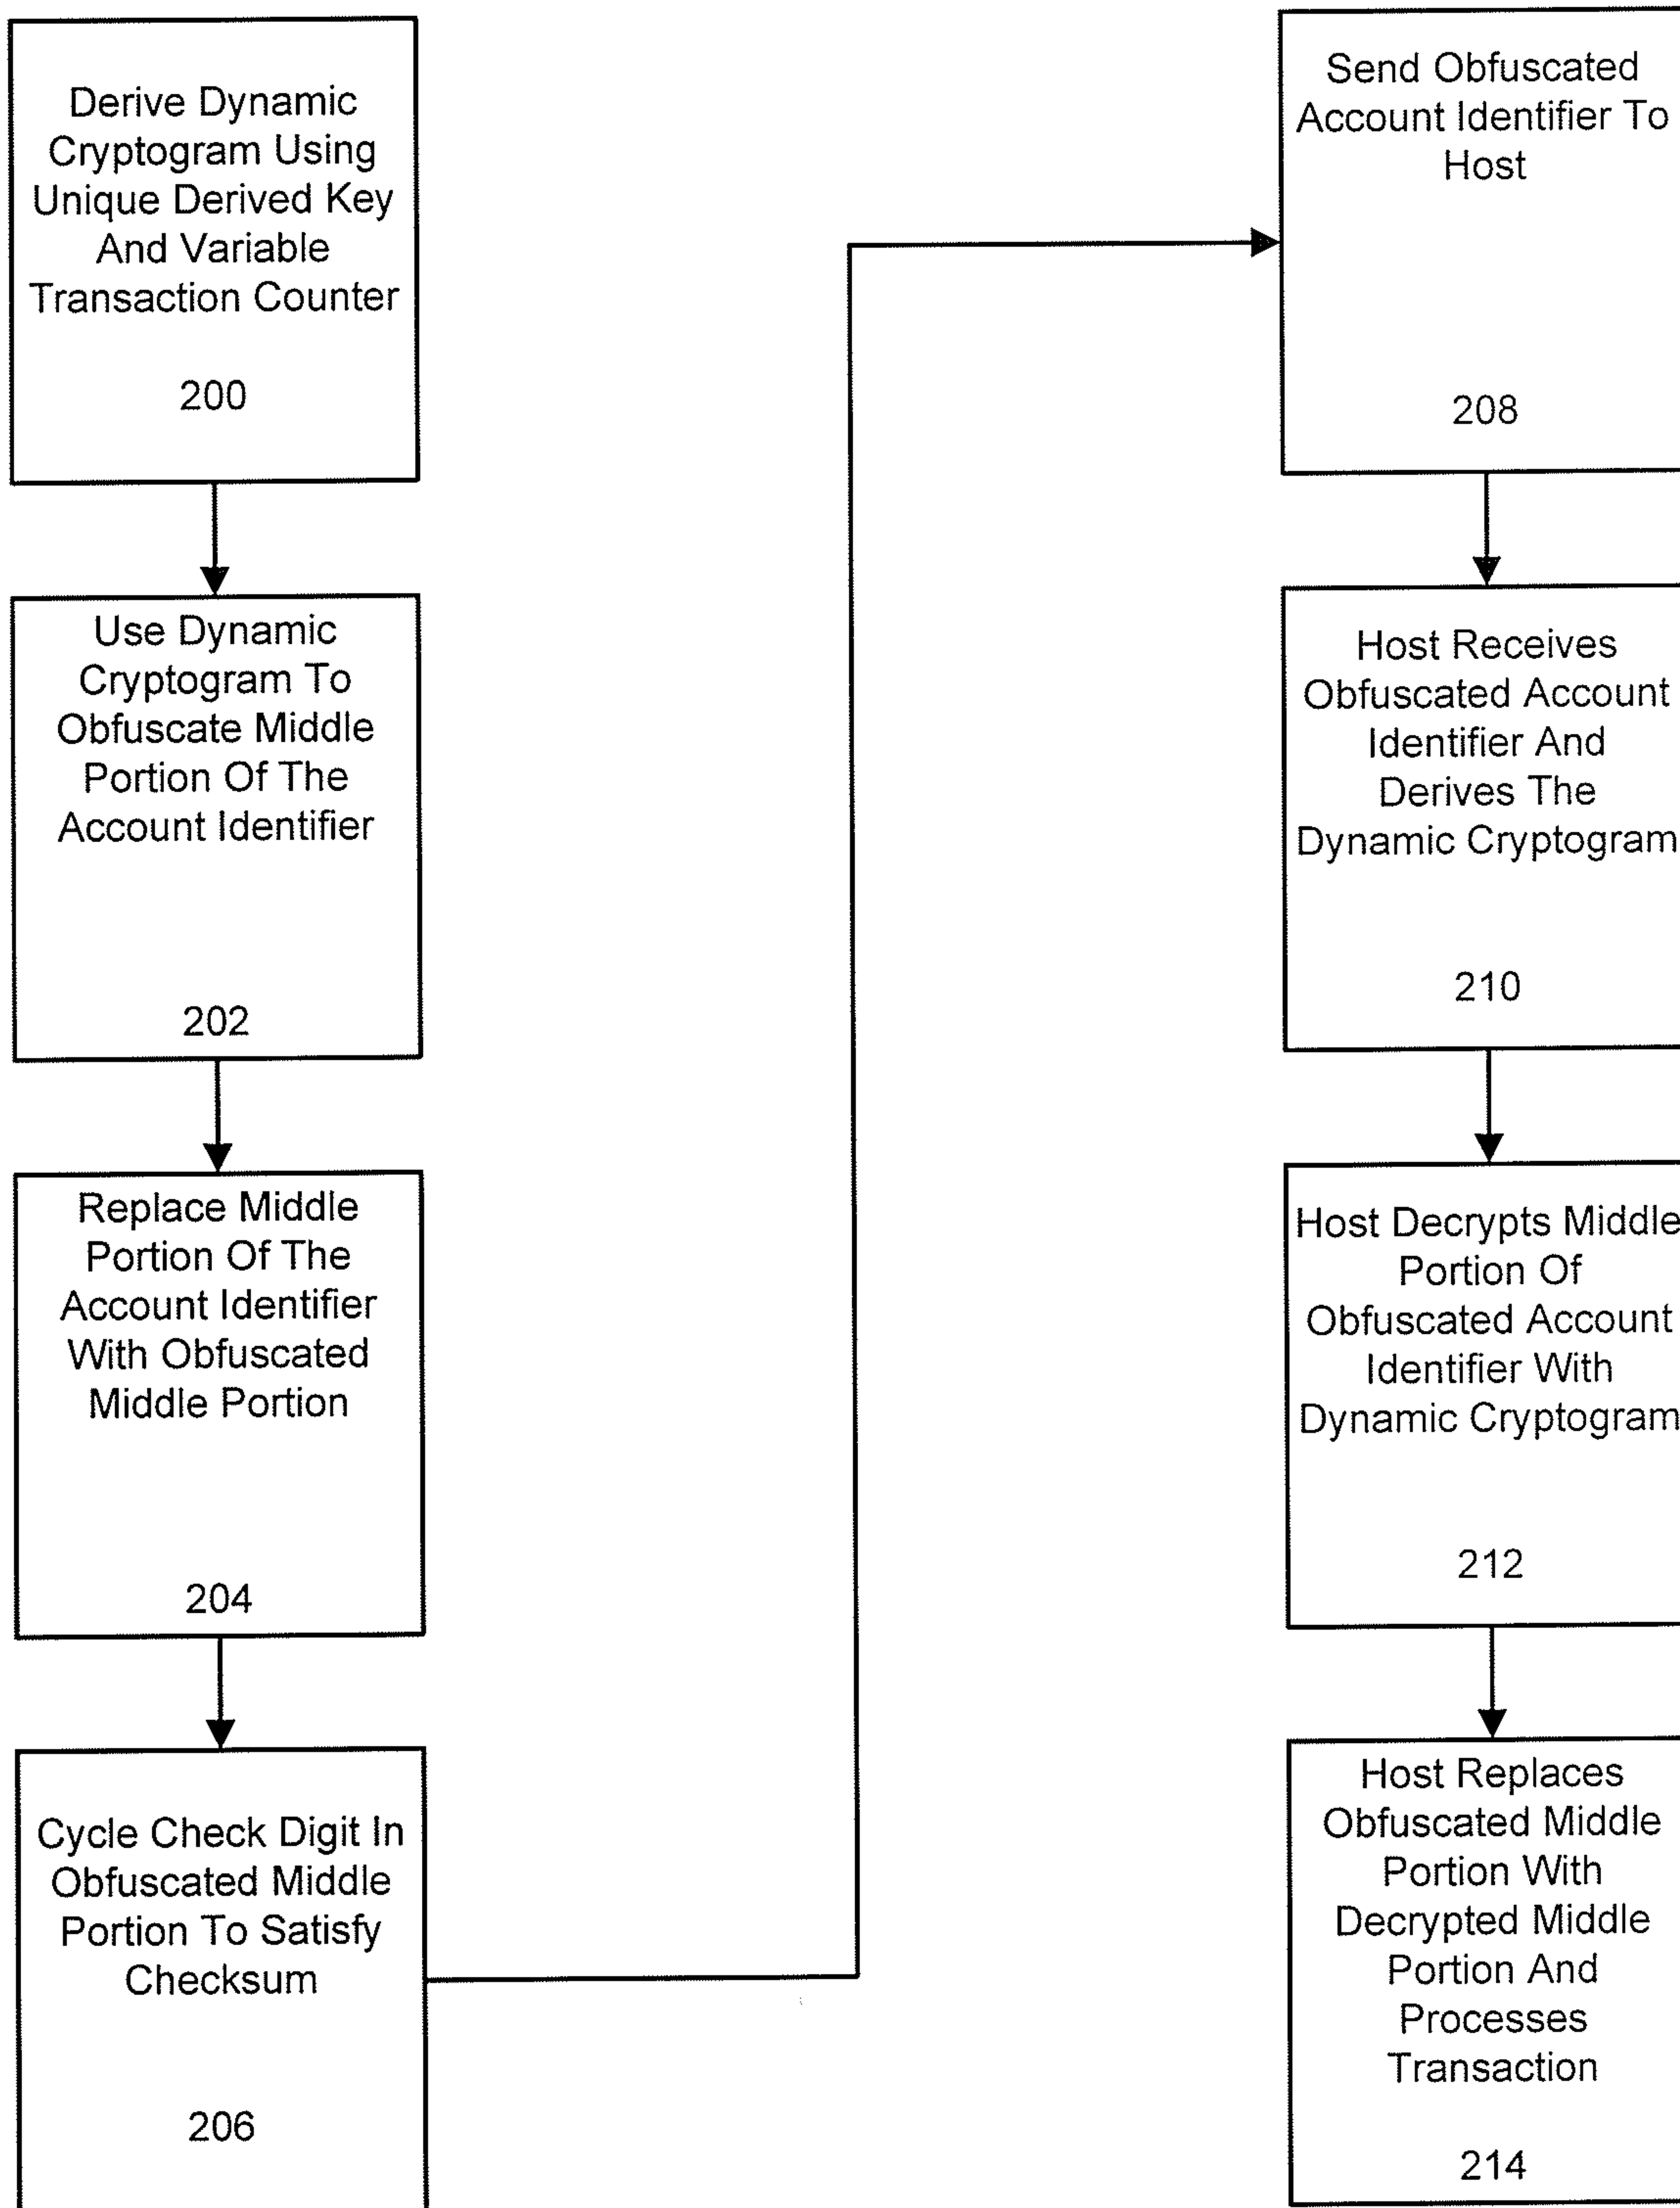 Derive Dynamic
Cryptogram Using
Unique Derived Key
And Variable
Transaction Counter
200
Use Dynamic
Cryptogram To
Obfuscate Middle
Portion Of The
Account Identifier
202
Replace Middle
Portion Of The
Account Identifier
With Obfuscated
Middle Portion
204
Cycle Check Digit In
Obfuscated Middle
Portion To Satisfy
Checksum
206
Send Obfuscated
Account Identifier To
Host
208
Host Receives
Obfuscated Account
Identifier And
Derives The
Dynamic Cryptogram
210
Host Decrypts Middle
Portion Of
Obfuscated Account
Identifier With
Dynamic Cryptogram
212
Host Replaces
Obfuscated Middle
Portion With
Decrypted Middle
Portion And
Processes
Transaction
214